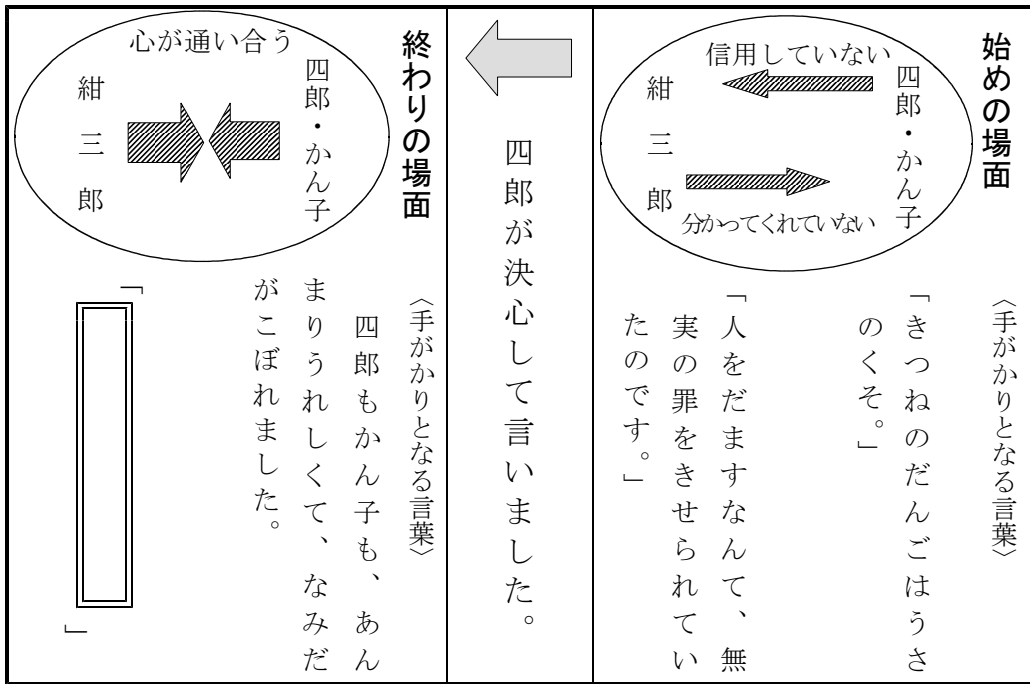 始めの場面
四郎・かん子
信用していない
分かってくれていない
紺三郎
〈手がかりとなる言葉〉
「きつねのだんごはうさ
のくそ。」
「人をだますなんて、無
実の罪をきせられてい
たのです。」
四郎が決心して言いました。
終わりの場面
四郎・かん子
心が通い合う
紺三郎
〈手がかりとなる言葉〉
四郎もかん子も、あん
まりうれしくて、なみだ
がこぼれました。
「
」